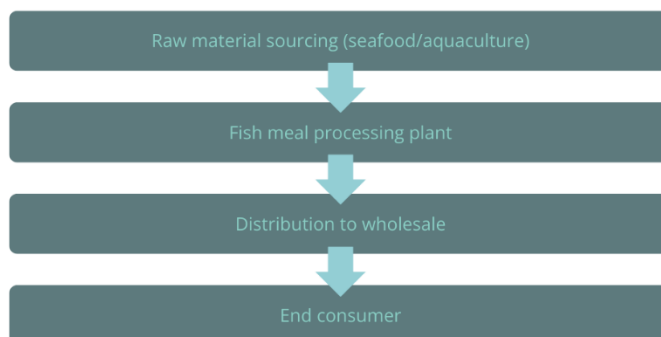 Raw material sourcing (seafood/aquaculture)
Fish meal processing plant
Distribution to wholesale
End consumer